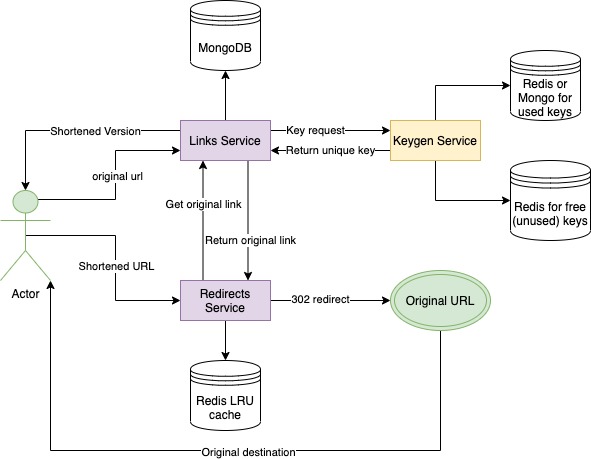 MongoDB
Redis or
Mongo for
used keys
Shortened Version
Links Service
Key request
Return unique key
Keygen Service
original url
Get original link
Redis for free
(unused) keys
Return original link
Shortened URL
Actor
Redirects
Service
302 redirect
Original URL
Redis LRU
cache
Original destination